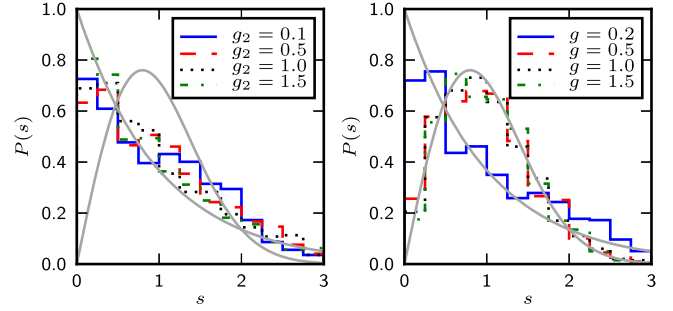 1.0
0.8
0.6
0.4
0.2
0.0
P(s)
0
1
2
3
s
g₂ = 0.1
g₂ = 0.5
g₂ = 1.0
g₂ = 1.5
1.0
0.8
0.6
0.4
0.2
0.0
P(s)
0
1
2
3
s
g = 0.2
g = 0.5
g = 1.0
g = 1.5